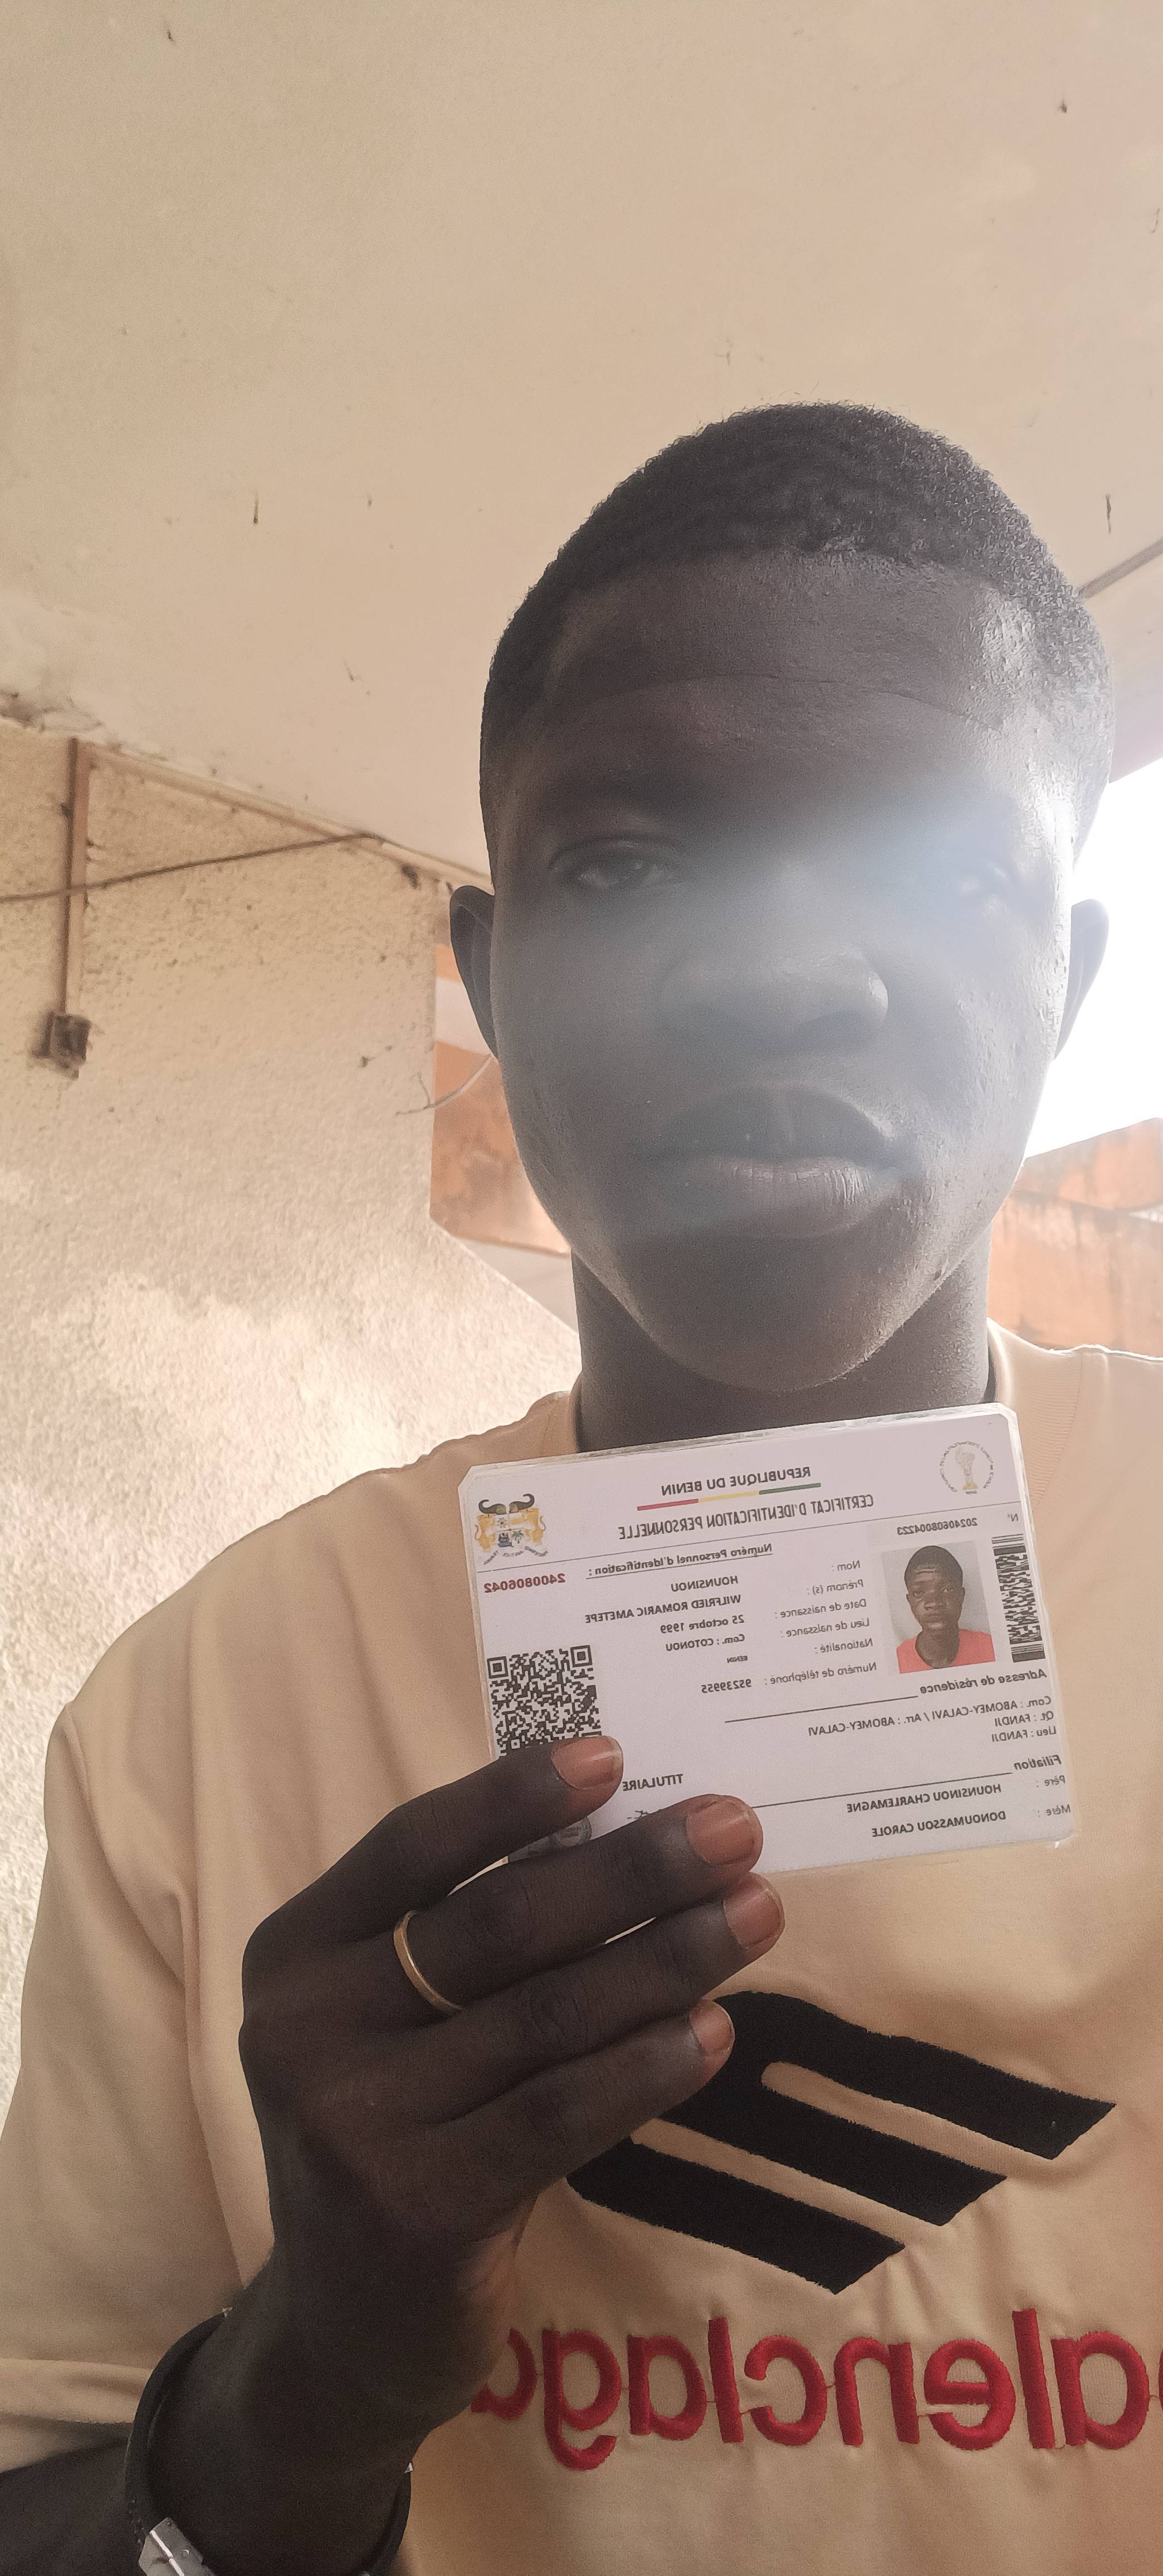 REPUBLIQUE DU BENIN
CERTIFICAT D'IDENTIFICATION PERSONNELLE
N° 20240608004223
Numéro Personnel d'Identification : 2400806042
Nom : HOUNSINOU
Prénom (s) : WILFRIED ROMARIC AMETEPE
Date de naissance : 25 octobre 1999
Lieu de naissance : Com. : COTONOU
Nationalité : BENIN
Numéro de téléphone : 95239955
Adresse de résidence
Com. : ABOMEY-CALAVI / Arr. : ABOMEY-CALAVI
Qt. : FANDJI
Lieu : FANDJI
Filiation
Père : HOUNSINOU CHARLEMAGNE
Mère : DONOUMASSOU CAROLE
TITULAIRE
alenciaga